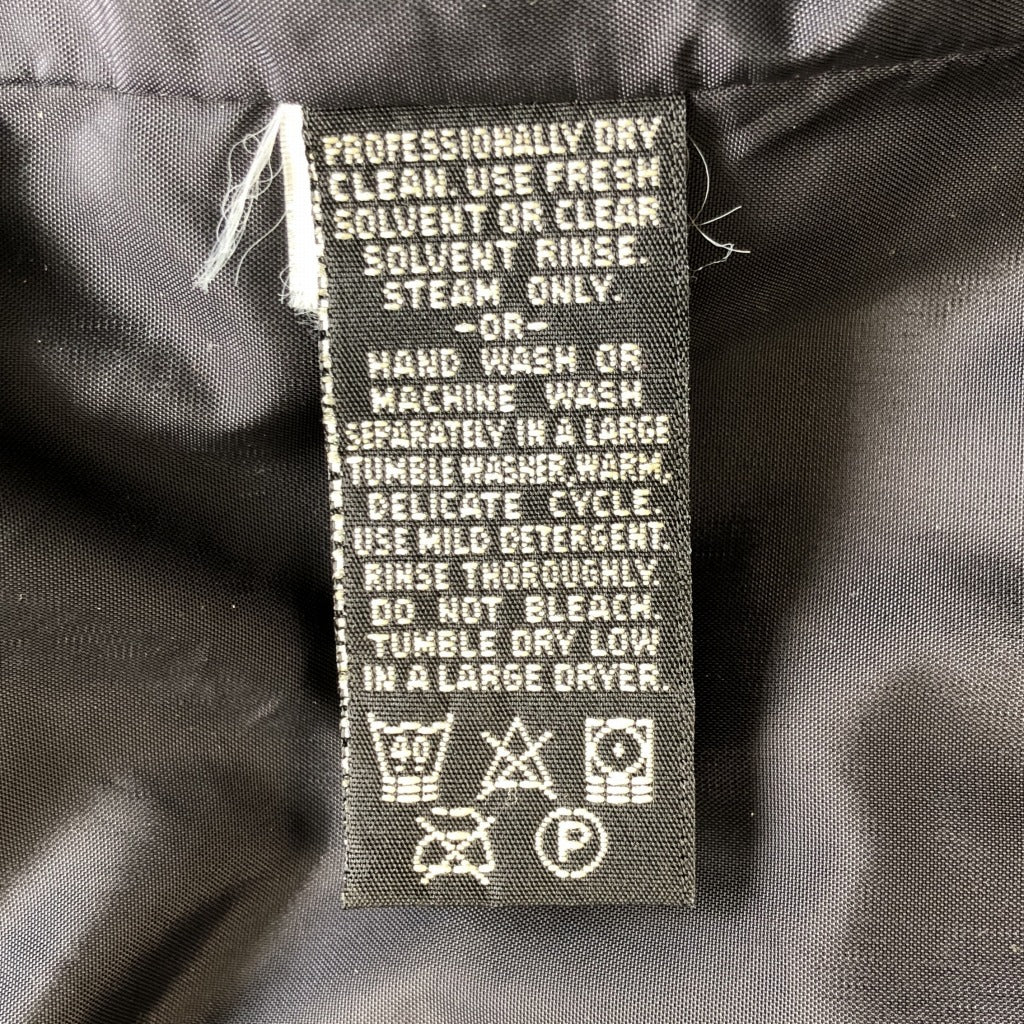 PROFESSIONALLY DRY
CLEAN. USE FRESH
SOLVENT OR CLEAR
SOLVENT RINSE.
STEAM ONLY.
-OR-
HAND WASH OR
MACHINE WASH
SEPARATELY IN A LARGE
TUMBLE WASHER, WARM,
DELICATE CYCLE
USE MILD DETERGENT.
RINSE THOROUGHLY.
DO NOT BLEACH
TUMBLE DRY LOW
IN A LARGE DRYER.
40
P